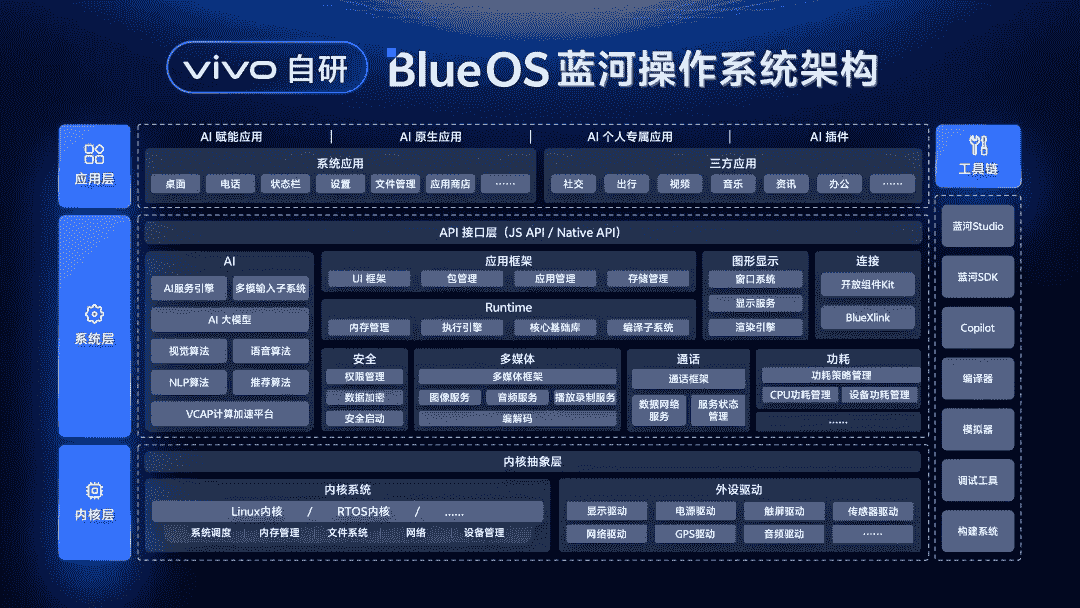 vivo 自研 BlueOS 蓝河操作系统架构
应用层
AI 赋能应用 | AI 原生应用 | AI 个人专属应用 | AI 插件
系统应用
桌面 电话 状态栏 设置 文件管理 应用商店 ······
三方应用
社交 出行 视频 音乐 资讯 办公 ······
系统层
API 接口层（JS API / Native API）
AI
AI服务引擎 多模输入子系统
AI 大模型
视觉算法 语音算法
NLP算法 推荐算法
VCAP计算加速平台
应用框架
UI 框架 包管理 应用管理 存储管理
Runtime
内存管理 执行引擎 核心基础库 编译子系统
图形显示
窗口系统
显示服务
渲染引擎
连接
开放组件Kit
BlueXlink
安全
权限管理
数据加密
安全启动
多媒体
多媒体框架
图像服务 音频服务 播放录制服务
编解码
通话
通话框架
数据网络
服务
服务状态
管理
功耗
功耗策略管理
CPU功耗管理 设备功耗管理
······
内核层
内核抽象层
内核系统
Linux内核 / RTOS内核 / ······
系统调度 内存管理 文件系统 网络 设备管理
外设驱动
显示驱动 电源驱动 触屏驱动 传感器驱动
网络驱动 GPS驱动 音频驱动 ······
工具链
蓝河Studio
蓝河SDK
Copilot
编译器
模拟器
调试工具
构建系统